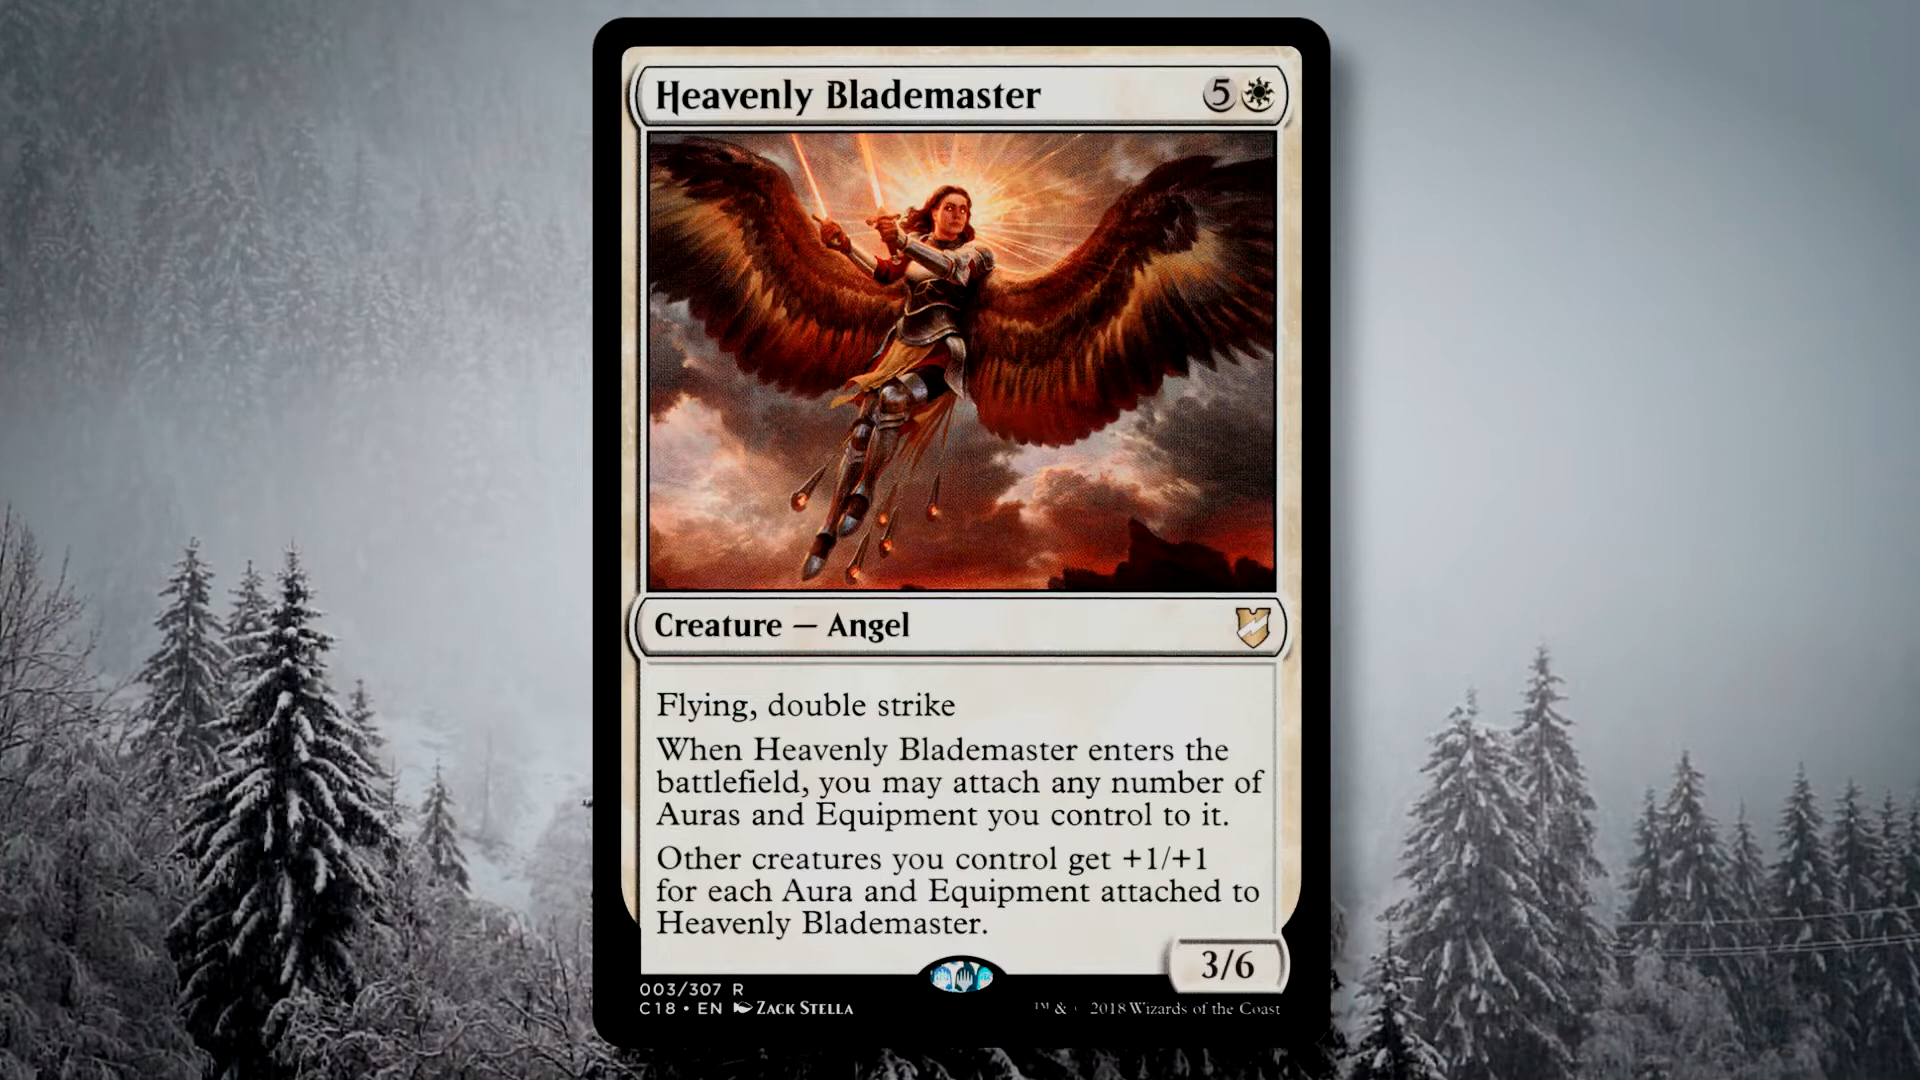 Heavenly Blademaster 5
Creature — Angel
Flying, double strike
When Heavenly Blademaster enters the
battlefield, you may attach any number of
Auras and Equipment you control to it.
Other creatures you control get +1/+1
for each Aura and Equipment attached to
Heavenly Blademaster.
3/6
003/307 R
C18 • EN Zack Stella
™ & 2018 Wizards of the Coast